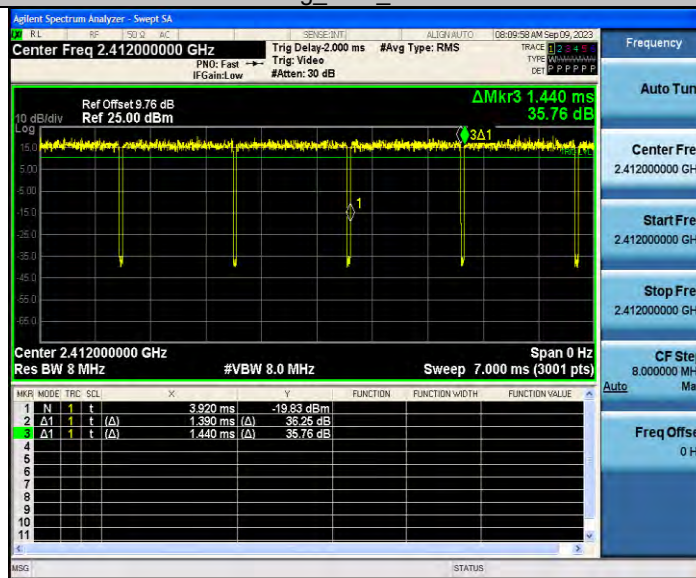 Agilent Spectrum Analyzer - Swept SA
RL RF 50 Ω AC SENSE:INT ALIGN AUTO 08:09:58 AM Sep 09, 2023
Center Freq 2.412000000 GHz
PNO: Fast
IFGain:Low
Trig Delay-2.000 ms
Trig: Video
#Atten: 30 dB
#Avg Type: RMS
TRACE 1 2 3 4 5 6
TYPE
DET P P P P P P
Ref Offset 9.76 dB
Ref 25.00 dBm
10 dB/div
Log
ΔMkr3 1.440 ms
35.76 dB
15.0
5.00
-5.00
-15.0
-25.0
-35.0
-45.0
-55.0
-65.0
3Δ1
1
Center 2.412000000 GHz Span 0 Hz
Res BW 8 MHz #VBW 8.0 MHz Sweep 7.000 ms (3001 pts)
MKR MODE TRC SCL X Y FUNCTION FUNCTION WIDTH FUNCTION VALUE
1 N 1 t 3.920 ms -19.83 dBm
2 Δ1 1 t (Δ) 1.390 ms (Δ) 36.25 dB
3 Δ1 1 t (Δ) 1.440 ms (Δ) 35.76 dB
4
5
6
7
8
9
10
11
MSG STATUS
Frequency
Auto Tun
Center Fre
2.412000000 GH
Start Fre
2.412000000 GH
Stop Fre
2.412000000 GH
CF Ste
8.000000 MH
Auto Ma
Freq Offse
0 H